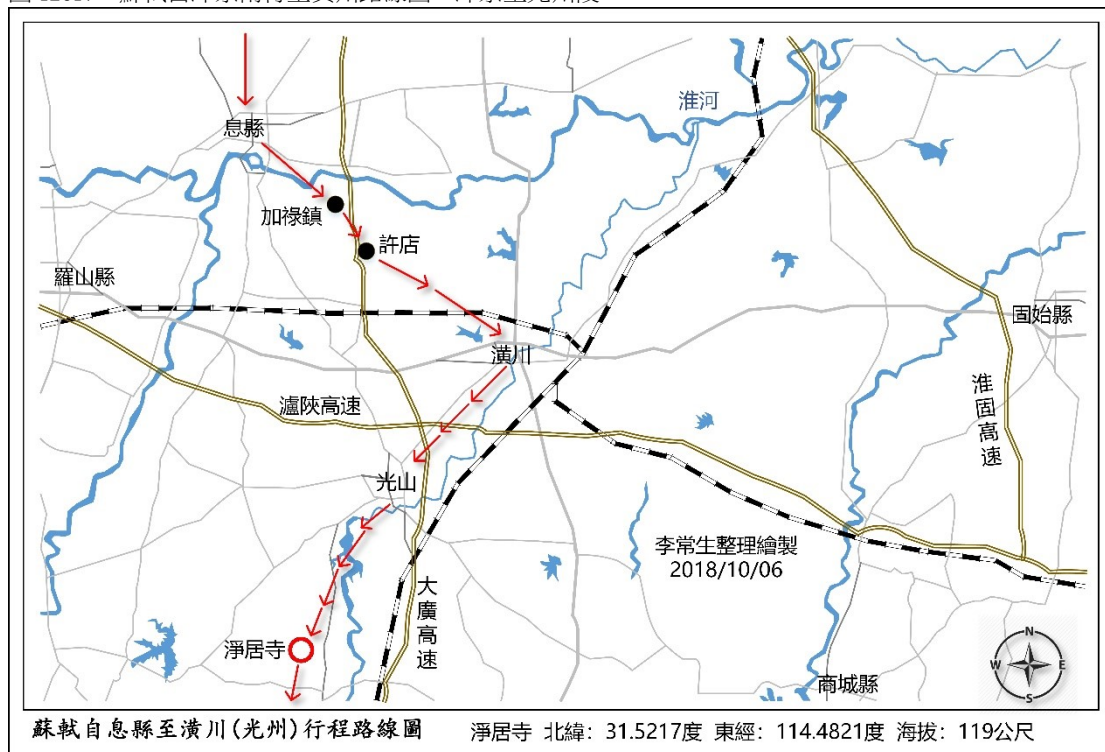 息縣
淮河
加祿鎮
許店
羅山縣
固始縣
潢川
淮固高速
瀘陝高速
光山
李常生整理繪製
2018/10/06
大廣高速
淨居寺
商城縣
N
W
E
S
蘇軾自息縣至潢川(光州)行程路線圖
淨居寺 北緯：31.5217度 東經：114.4821度 海拔：119公尺